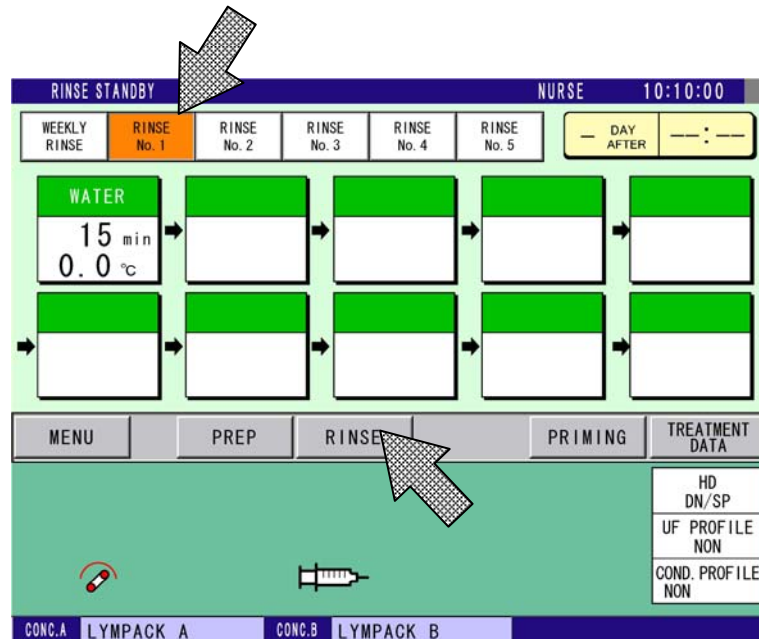 RINSE STANDBY NURSE 10:10:00
WEEKLY RINSE
RINSE No. 1
RINSE No. 2
RINSE No. 3
RINSE No. 4
RINSE No. 5
– DAY AFTER ––:––
WATER
15 min
0.0 ℃
MENU PREP RINSE PRIMING TREATMENT DATA
HD
DN/SP
UF PROFILE
NON
COND. PROFILE
NON
CONC.A LYMPACK A CONC.B LYMPACK B